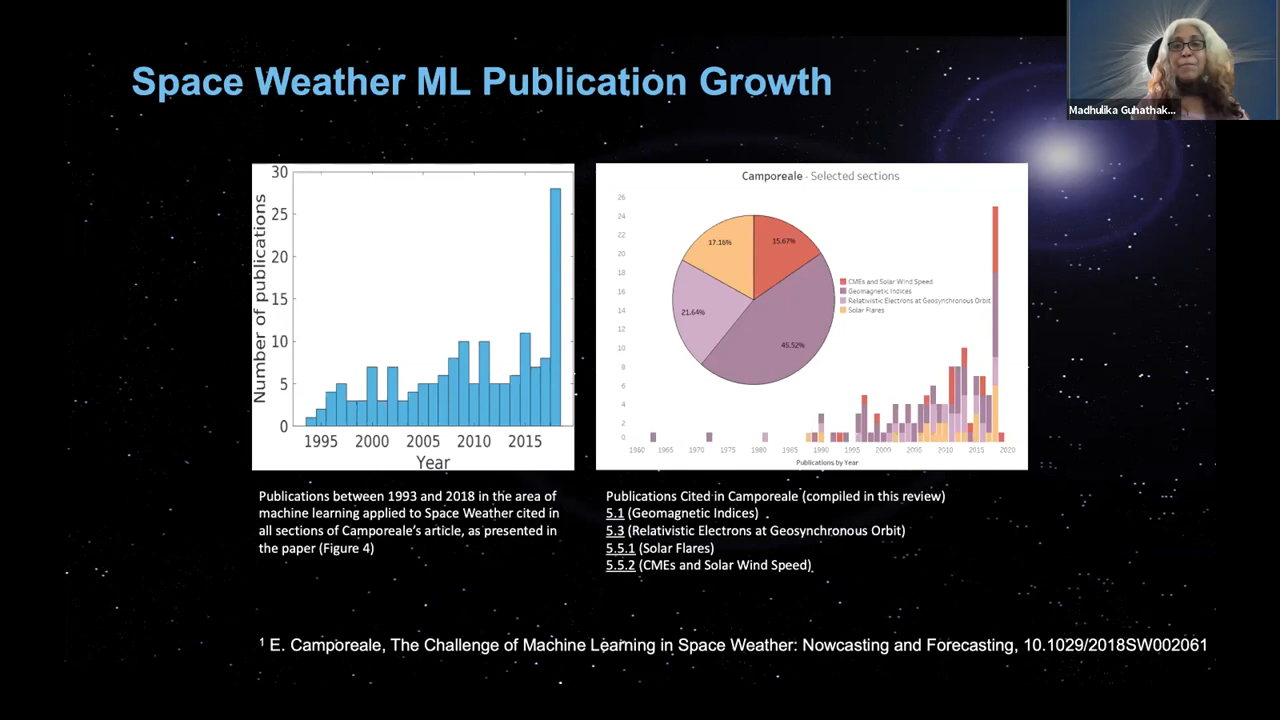 Space Weather ML Publication Growth
Madhulika Guhathak...
30
25
20
15
10
5
0
Number of publications
1995 2000 2005 2010 2015
Year
Camporeale - Selected sections
26
24
22
20
18
16
14
12
10
8
6
4
2
0
17.16%
15.67%
21.64%
45.52%
CMEs and Solar Wind Speed
Geomagnetic Indices
Relativistic Electrons at Geosynchronous Orbit
Solar Flares
1960 1965 1970 1975 1980 1985 1990 1995 2000 2005 2010 2015 2020
Publications by Year
Publications between 1993 and 2018 in the area of
machine learning applied to Space Weather cited in
all sections of Camporeale's article, as presented in
the paper (Figure 4)
Publications Cited in Camporeale (compiled in this review)
5.1 (Geomagnetic Indices) .
5.3 (Relativistic Electrons at Geosynchronous Orbit)
5.5.1 (Solar Flares)
5.5.2 (CMEs and Solar Wind Speed)
¹ E. Camporeale, The Challenge of Machine Learning in Space Weather: Nowcasting and Forecasting, 10.1029/2018SW002061